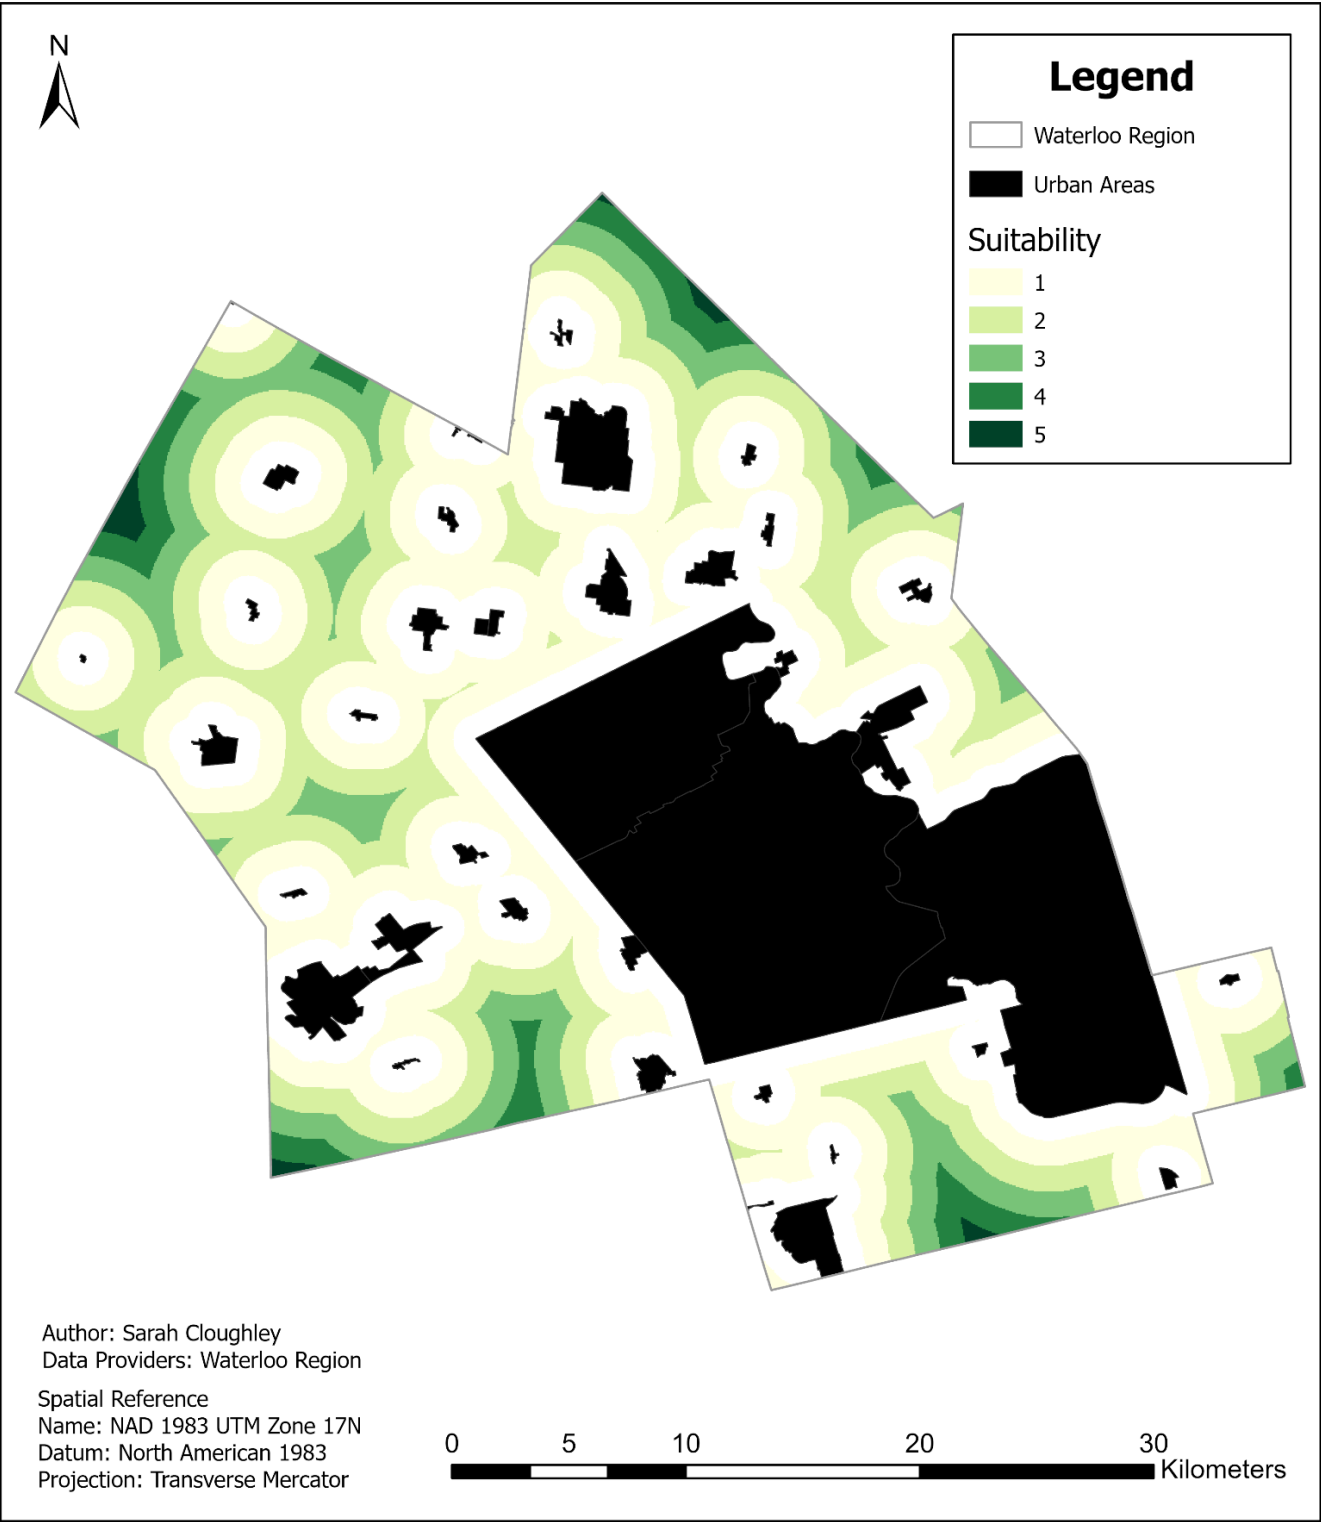 N
Legend
Waterloo Region
Urban Areas
Suitability
1
2
3
4
5
Author: Sarah Cloughley
Data Providers: Waterloo Region
Spatial Reference
Name: NAD 1983 UTM Zone 17N
Datum: North American 1983
Projection: Transverse Mercator
0 5 10 20 30
Kilometers